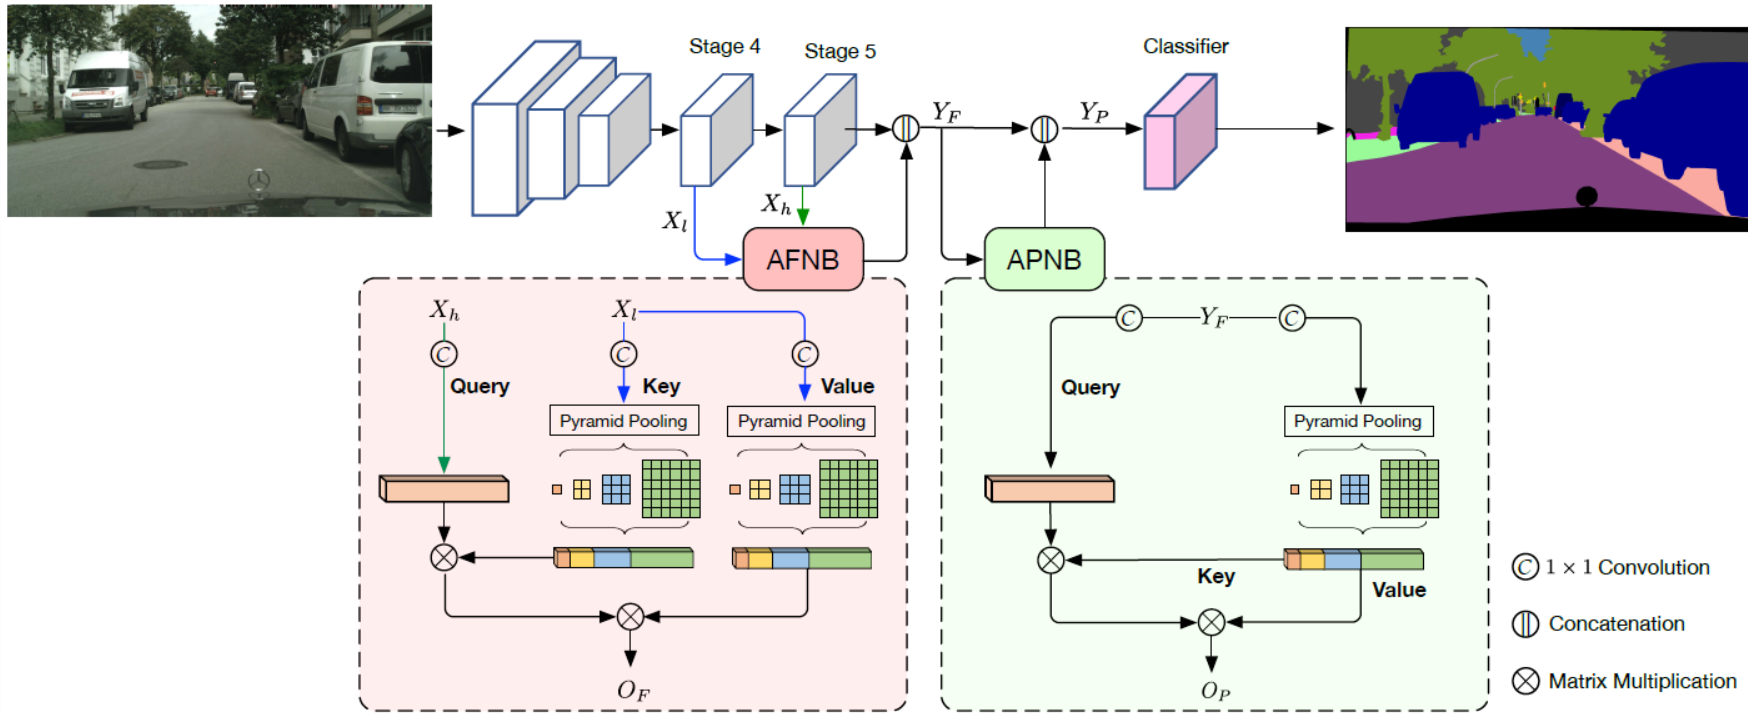 Stage 4
Stage 5
Classifier
Y_F
Y_P
X_l
X_h
AFNB
APNB
X_h
X_l
C
C
C
Query
Key
Value
Pyramid Pooling
Pyramid Pooling
O_F
C
Y_F
C
Query
Pyramid Pooling
Key
Value
O_P
C 1 × 1 Convolution
Concatenation
Matrix Multiplication